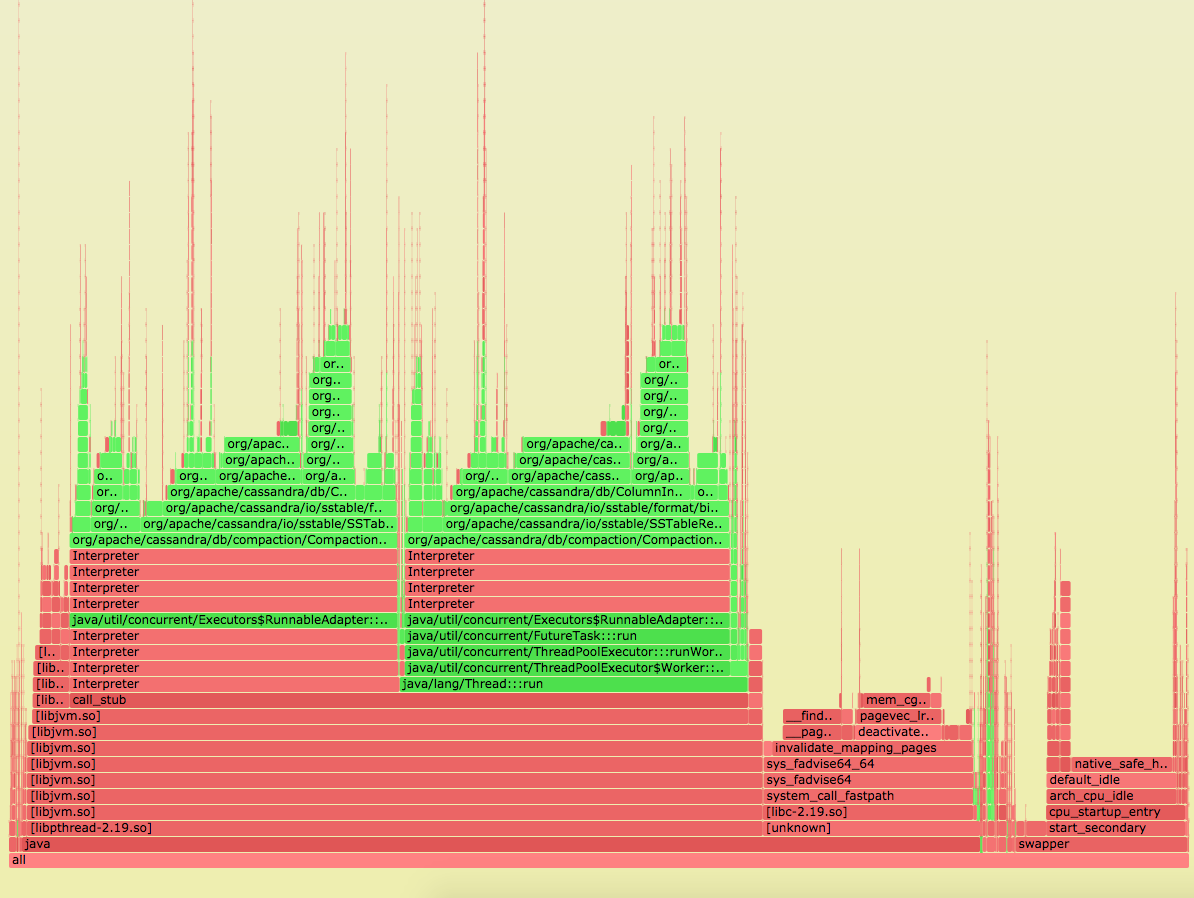 or.. or..
org.. org/..
org.. org/..
org.. org/..
org/.. org/..
org/apac.. org/.. org/apache/ca.. org/a..
org/apach.. org/.. org/apache/cas.. org/a..
o.. org.. org/apache.. org/a.. org/.. org/apache/cass.. org/ap..
or.. org/apache/cassandra/db/C.. org/apache/cassandra/db/ColumnIn.. o..
org/.. org/apache/cassandra/io/sstable/f.. org/apache/cassandra/io/sstable/format/bi..
org/.. org/apache/cassandra/io/sstable/SSTab.. org/apache/cassandra/io/sstable/SSTableRe..
org/apache/cassandra/db/compaction/Compaction.. org/apache/cassandra/db/compaction/Compaction..
Interpreter Interpreter
Interpreter Interpreter
Interpreter Interpreter
Interpreter Interpreter
java/util/concurrent/Executors$RunnableAdapter::.. java/util/concurrent/Executors$RunnableAdapter::..
Interpreter java/util/concurrent/FutureTask:::run
[l.. Interpreter java/util/concurrent/ThreadPoolExecutor:::runWor..
[lib.. Interpreter java/util/concurrent/ThreadPoolExecutor$Worker::..
[lib.. Interpreter java/lang/Thread:::run
[lib.. call_stub mem_cg..
[libjvm.so] __find.. pagevec_lr..
[libjvm.so] __pag.. deactivate..
[libjvm.so] invalidate_mapping_pages
[libjvm.so] sys_fadvise64_64 native_safe_h..
[libjvm.so] sys_fadvise64 default_idle
[libjvm.so] system_call_fastpath arch_cpu_idle
[libjvm.so] [libc-2.19.so] cpu_startup_entry
[libpthread-2.19.so] [unknown] start_secondary
java swapper
all